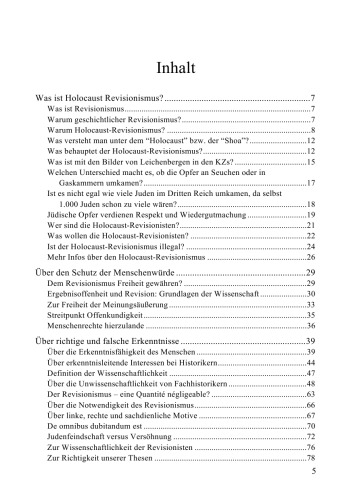 Inhalt
Was ist Holocaust Revisionismus? ............................................................7
Was ist Revisionismus............................................................................7
Warum geschichtlicher Revisionismus?....................................................7
Warum Holocaust-Revisionismus? ...........................................................8
Was versteht man unter dem “Holocaust” bzw. der “Shoa”?.....................12
Was behauptet der Holocaust-Revisionismus?.........................................12
Was ist mit den Bilder von Leichenbergen in den KZs?...........................15
Welchen Unterschied macht es, ob die Opfer an Seuchen oder in
Gaskammern umkamen?.....................................................................17
Ist es nicht egal wie viele Juden im Dritten Reich umkamen, da selbst
1.000 Juden schon zu viele wären?.....................................................18
Jüdische Opfer verdienen Respekt und Wiedergutmachung ....................19
Wer sind die Holocaust-Revisionisten?....................................................21
Was wollen die Holocaust-Revisionisten? ...............................................22
Ist der Holocaust-Revisionismus illegal? .................................................24
Mehr Infos über den Holocaust-Revisionismus .......................................26
Über den Schutz der Menschenwürde .....................................................29
Dem Revisionismus Freiheit gewähren? ..................................................29
Ergebnisoffenheit und Revision: Grundlagen der Wissenschaft...............30
Zur Freiheit der Meinungsäußerung.........................................................33
Streitpunkt Offenkundigkeit.....................................................................35
Menschenrechte hierzulande ....................................................................36
Über richtige und falsche Erkenntnisse ...................................................39
Über die Erkenntnisfähigkeit des Menschen ............................................39
Über erkenntnisleitende Interessen bei Historikern..................................44
Definition der Wissenschaftlichkeit .........................................................47
Über die Unwissenschaftlichkeit von Fachhistorikern .............................48
Der Revisionismus – eine Quantité négligeable? .....................................63
Über die Notwendigkeit des Revisionismus.............................................66
Über linke, rechte und sachdienliche Motive ...........................................67
De omnibus dubitandum est .....................................................................70
Judenfeindschaft versus Versöhnung .......................................................72
Zur Wissenschaftlichkeit der Revisionisten .............................................76
Zur Richtigkeit unserer Thesen ................................................................78
5